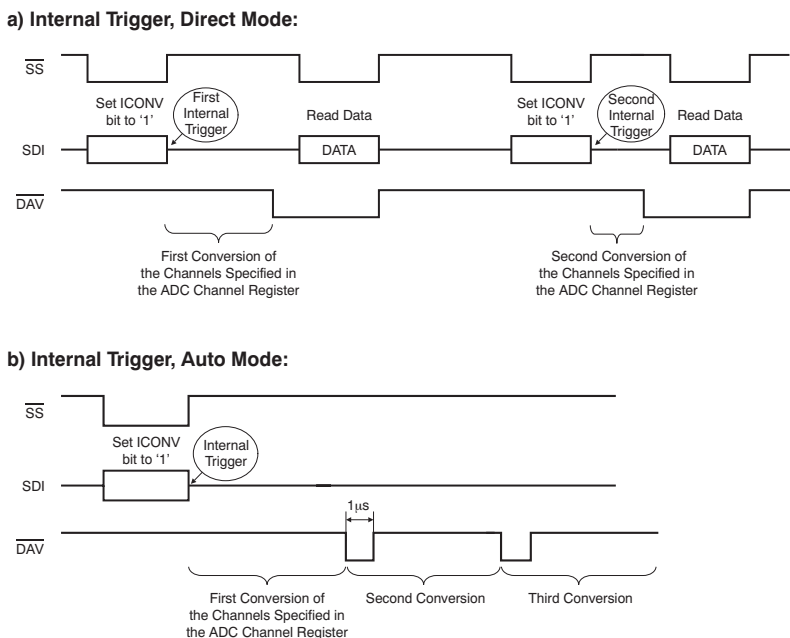 a) Internal Trigger, Direct Mode:
SS
Set ICONV
bit to ‘1’
First
Internal
Trigger
Read Data
Set ICONV
bit to ‘1’
Second
Internal
Trigger
Read Data
SDI
DATA
DATA
DAV
First Conversion of
the Channels Specified in
the ADC Channel Register
Second Conversion of
the Channels Specified in
the ADC Channel Register
b) Internal Trigger, Auto Mode:
SS
Set ICONV
bit to ‘1’
Internal
Trigger
SDI
1μs
DAV
First Conversion of
the Channels Specified in
the ADC Channel Register
Second Conversion
Third Conversion